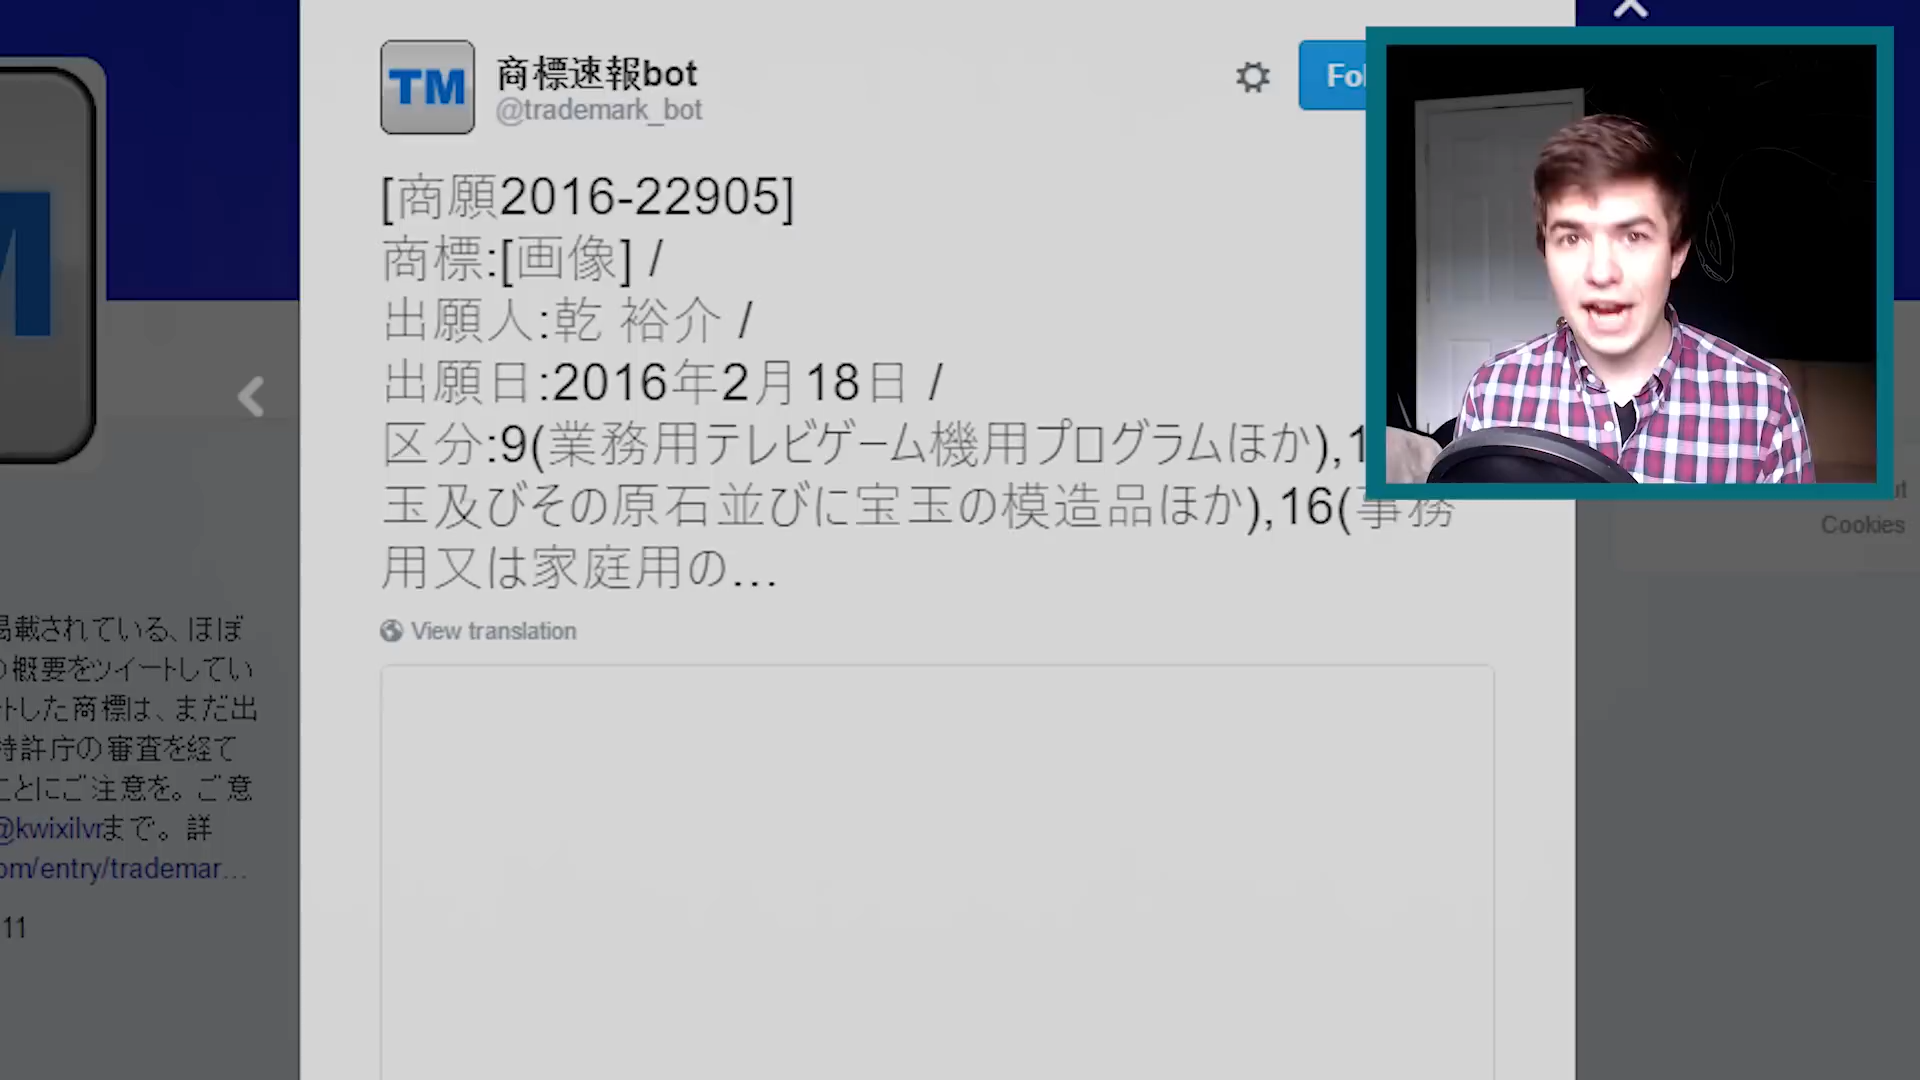 TM
商標速報bot
@trademark_bot
Fol
[商願2016-22905]
商標:[画像] /
出願人:乾 裕介 /
出願日:2016年2月18日 /
区分:9(業務用テレビゲーム機用プログラムほか),1
玉及びその原石並びに宝玉の模造品ほか),16(事務
用又は家庭用の...
View translation
掲載されている、ほぼ
の概要をツイートしてい
トした商標は、まだ出
特許庁の審査を経て
ことにご注意を。ご意
@kwixilvrまで。詳
om/entry/trademar...
11
Cookies